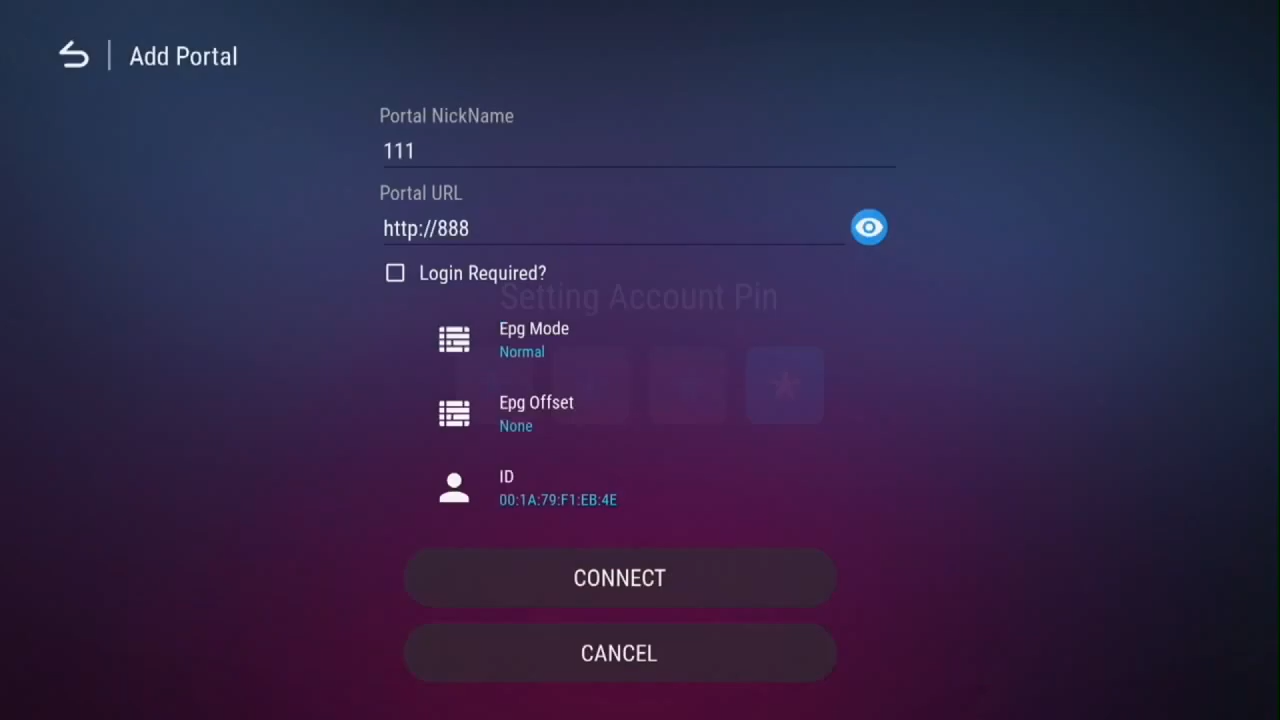 Add Portal
Portal NickName
111
Portal URL
http://888
Login Required?
Setting Account Pin
Epg Mode
Normal
Epg Offset
None
ID
00:1A:79:F1:EB:4E
CONNECT
CANCEL